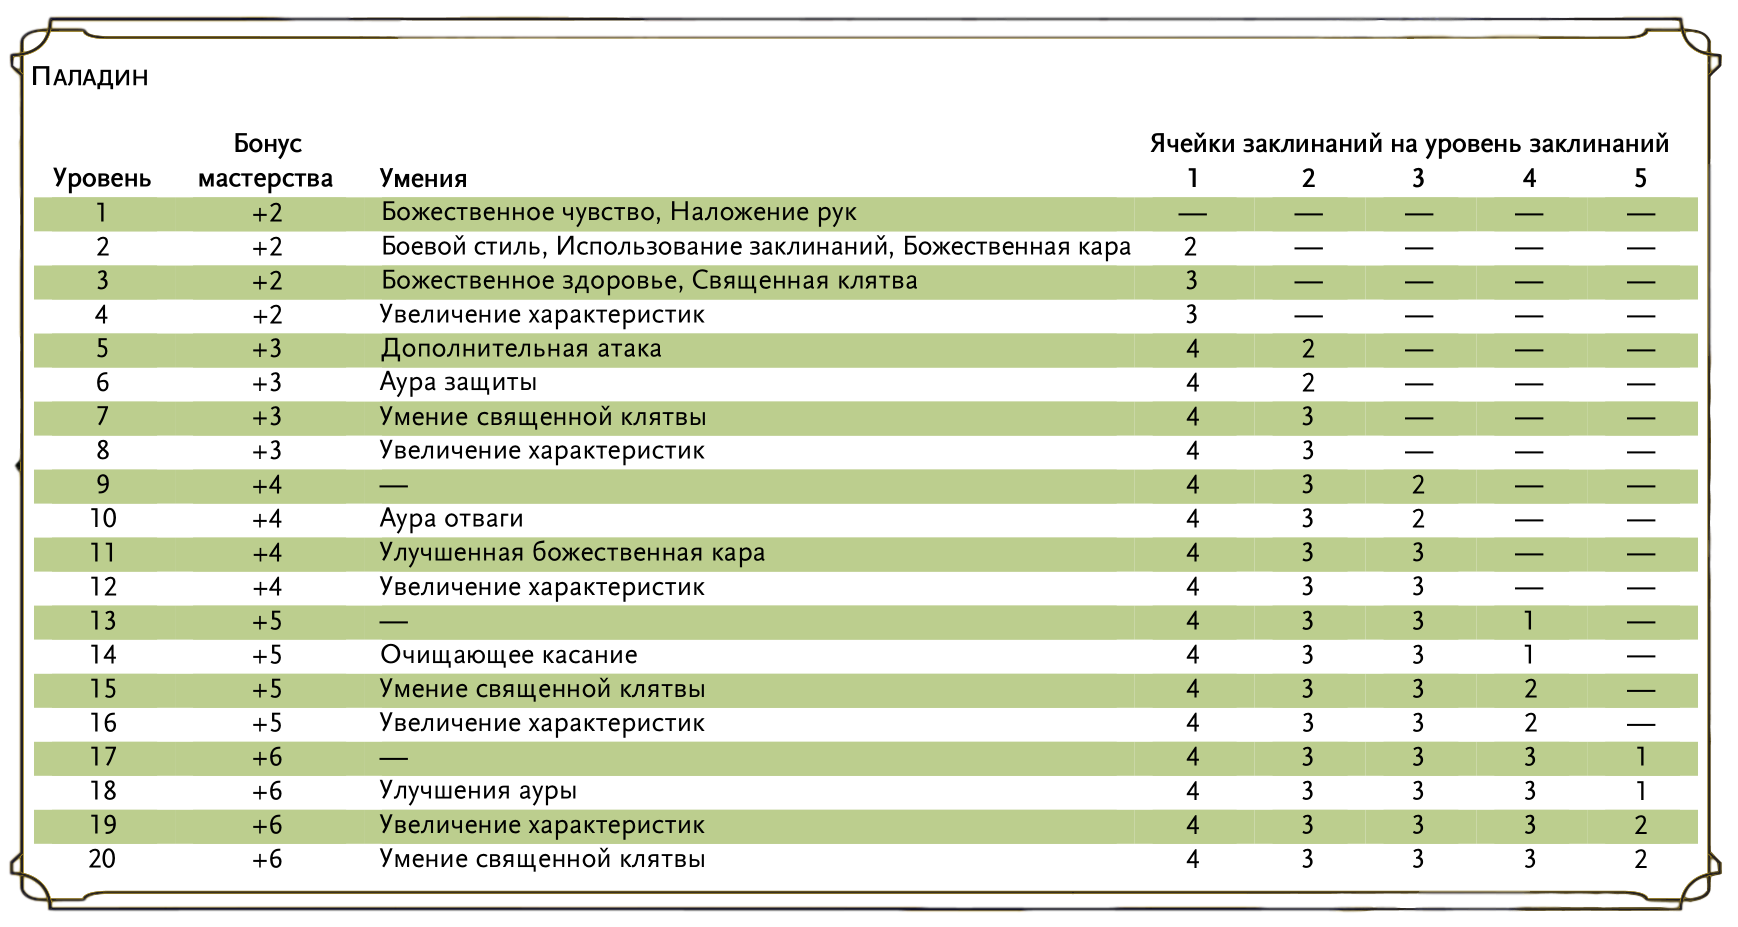 Паладин
Бонус Ячейки заклинаний на уровень заклинаний
Уровень мастерства Умения 1 2 3 4 5
1 +2 Божественное чувство, Наложение рук — — — — —
2 +2 Боевой стиль, Использование заклинаний, Божественная кара 2 — — — —
3 +2 Божественное здоровье, Священная клятва 3 — — — —
4 +2 Увеличение характеристик 3 — — — —
5 +3 Дополнительная атака 4 2 — — —
6 +3 Аура защиты 4 2 — — —
7 +3 Умение священной клятвы 4 3 — — —
8 +3 Увеличение характеристик 4 3 — — —
9 +4 — 4 3 2 — —
10 +4 Аура отваги 4 3 2 — —
11 +4 Улучшенная божественная кара 4 3 3 — —
12 +4 Увеличение характеристик 4 3 3 — —
13 +5 — 4 3 3 1 —
14 +5 Очищающее касание 4 3 3 1 —
15 +5 Умение священной клятвы 4 3 3 2 —
16 +5 Увеличение характеристик 4 3 3 2 —
17 +6 — 4 3 3 3 1
18 +6 Улучшения ауры 4 3 3 3 1
19 +6 Увеличение характеристик 4 3 3 3 2
20 +6 Умение священной клятвы 4 3 3 3 2